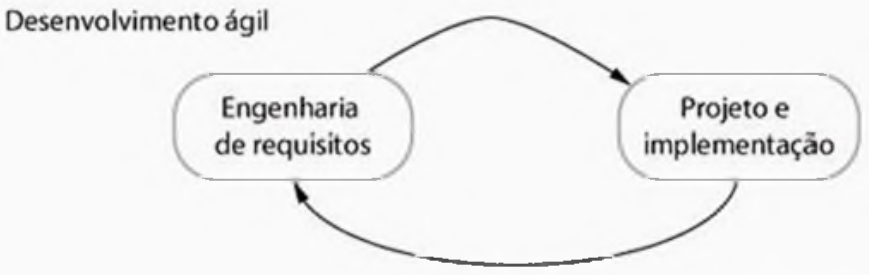 Desenvolvimento ágil
Engenharia
de requisitos
Projeto e
implementação